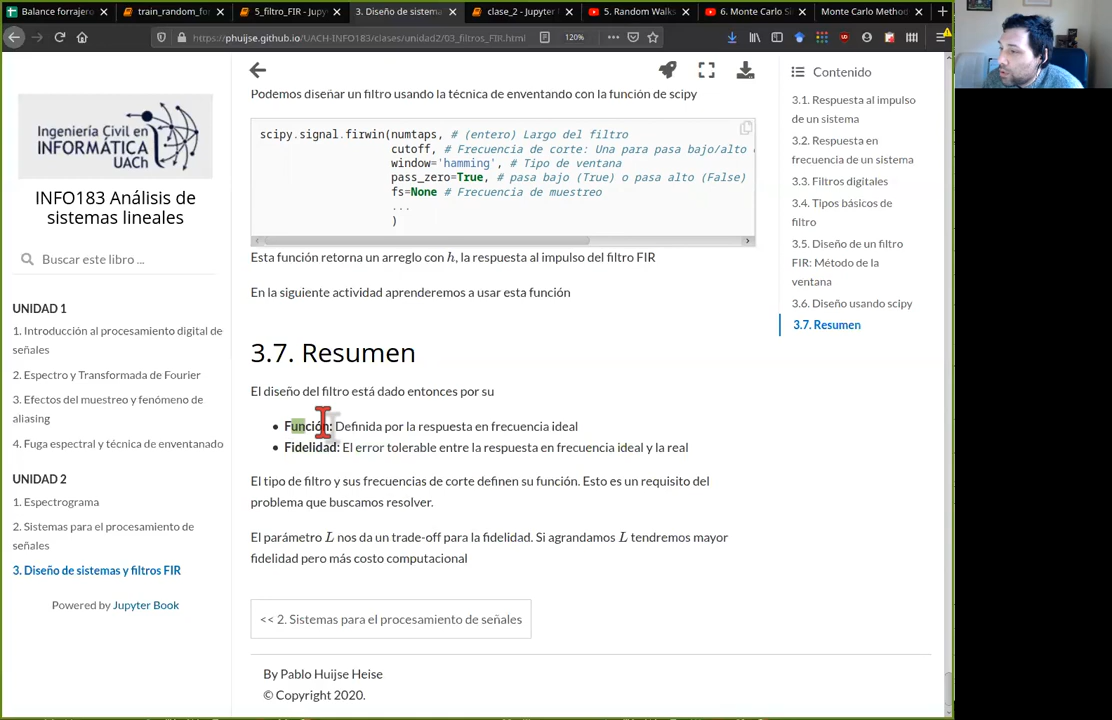 Balance forrajero
train_random_for
5_filtro_FIR - Jupyt
3. Diseño de sistema
clase_2 - Jupyter
5. Random Walks
6. Monte Carlo Si
Monte Carlo Method
https://phuijse.github.io/UACH-INFO183/clases/unidad2/03_filtros_FIR.html
120%
Ingeniería Civil en
INFORMÁTICA
UACh
INFO183 Análisis de
sistemas lineales
Buscar este libro ...
UNIDAD 1
1. Introducción al procesamiento digital de
señales
2. Espectro y Transformada de Fourier
3. Efectos del muestreo y fenómeno de
aliasing
4. Fuga espectral y técnica de enventanado
UNIDAD 2
1. Espectrograma
2. Sistemas para el procesamiento de
señales
3. Diseño de sistemas y filtros FIR
Powered by Jupyter Book
Podemos diseñar un filtro usando la técnica de enventando con la función de scipy
scipy.signal.firwin(numtaps, # (entero) Largo del filtro
cutoff, # Frecuencia de corte: Una para pasa bajo/alto
window='hamming', # Tipo de ventana
pass_zero=True, # pasa bajo (True) o pasa alto (False)
fs=None # Frecuencia de muestreo
...
)
Esta función retorna un arreglo con h, la respuesta al impulso del filtro FIR
En la siguiente actividad aprenderemos a usar esta función
3.7. Resumen
El diseño del filtro está dado entonces por su
• Función: Definida por la respuesta en frecuencia ideal
• Fidelidad: El error tolerable entre la respuesta en frecuencia ideal y la real
El tipo de filtro y sus frecuencias de corte definen su función. Esto es un requisito del
problema que buscamos resolver.
El parámetro L nos da un trade-off para la fidelidad. Si agrandamos L tendremos mayor
fidelidad pero más costo computacional
<< 2. Sistemas para el procesamiento de señales
By Pablo Huijse Heise
© Copyright 2020.
Contenido
3.1. Respuesta al impulso
de un sistema
3.2. Respuesta en
frecuencia de un sistema
3.3. Filtros digitales
3.4. Tipos básicos de
filtro
3.5. Diseño de un filtro
FIR: Método de la
ventana
3.6. Diseño usando scipy
3.7. Resumen